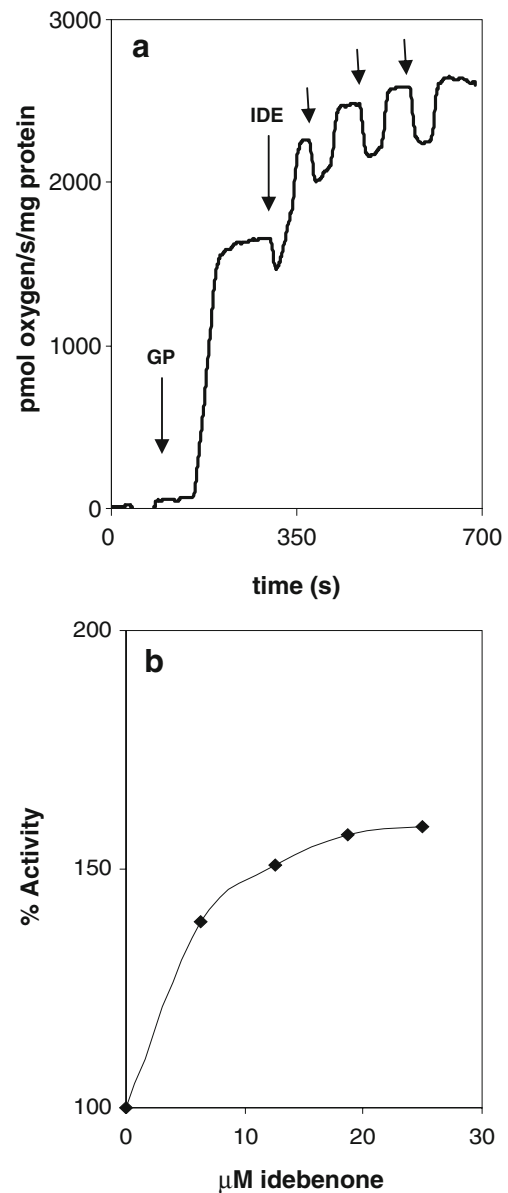 3000
a
IDE
2000
pmol oxygen/s/mg protein
1000
GP
0
0 350 700
time (s)
200
b
% Activity
150
100
0 10 20 30
μM idebenone